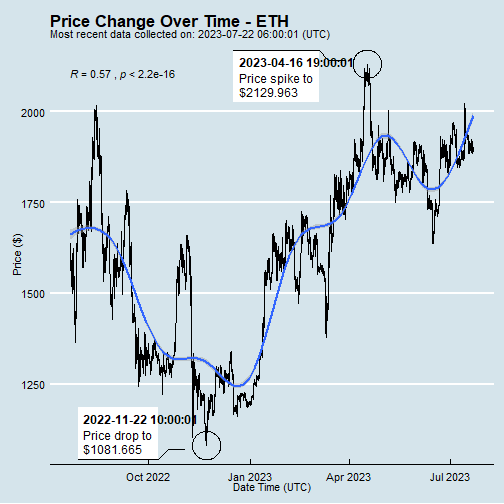 Price Change Over Time - ETH
Most recent data collected on: 2023-07-22 06:00:01 (UTC)
R = 0.57 , p < 2.2e-16
2023-04-16 19:00:01
Price spike to
$2129.963
2000
1750
1500
1250
Price ($)
2022-11-22 10:00:01
Price drop to
$1081.665
Oct 2022
Jan 2023
Apr 2023
Jul 2023
Date Time (UTC)